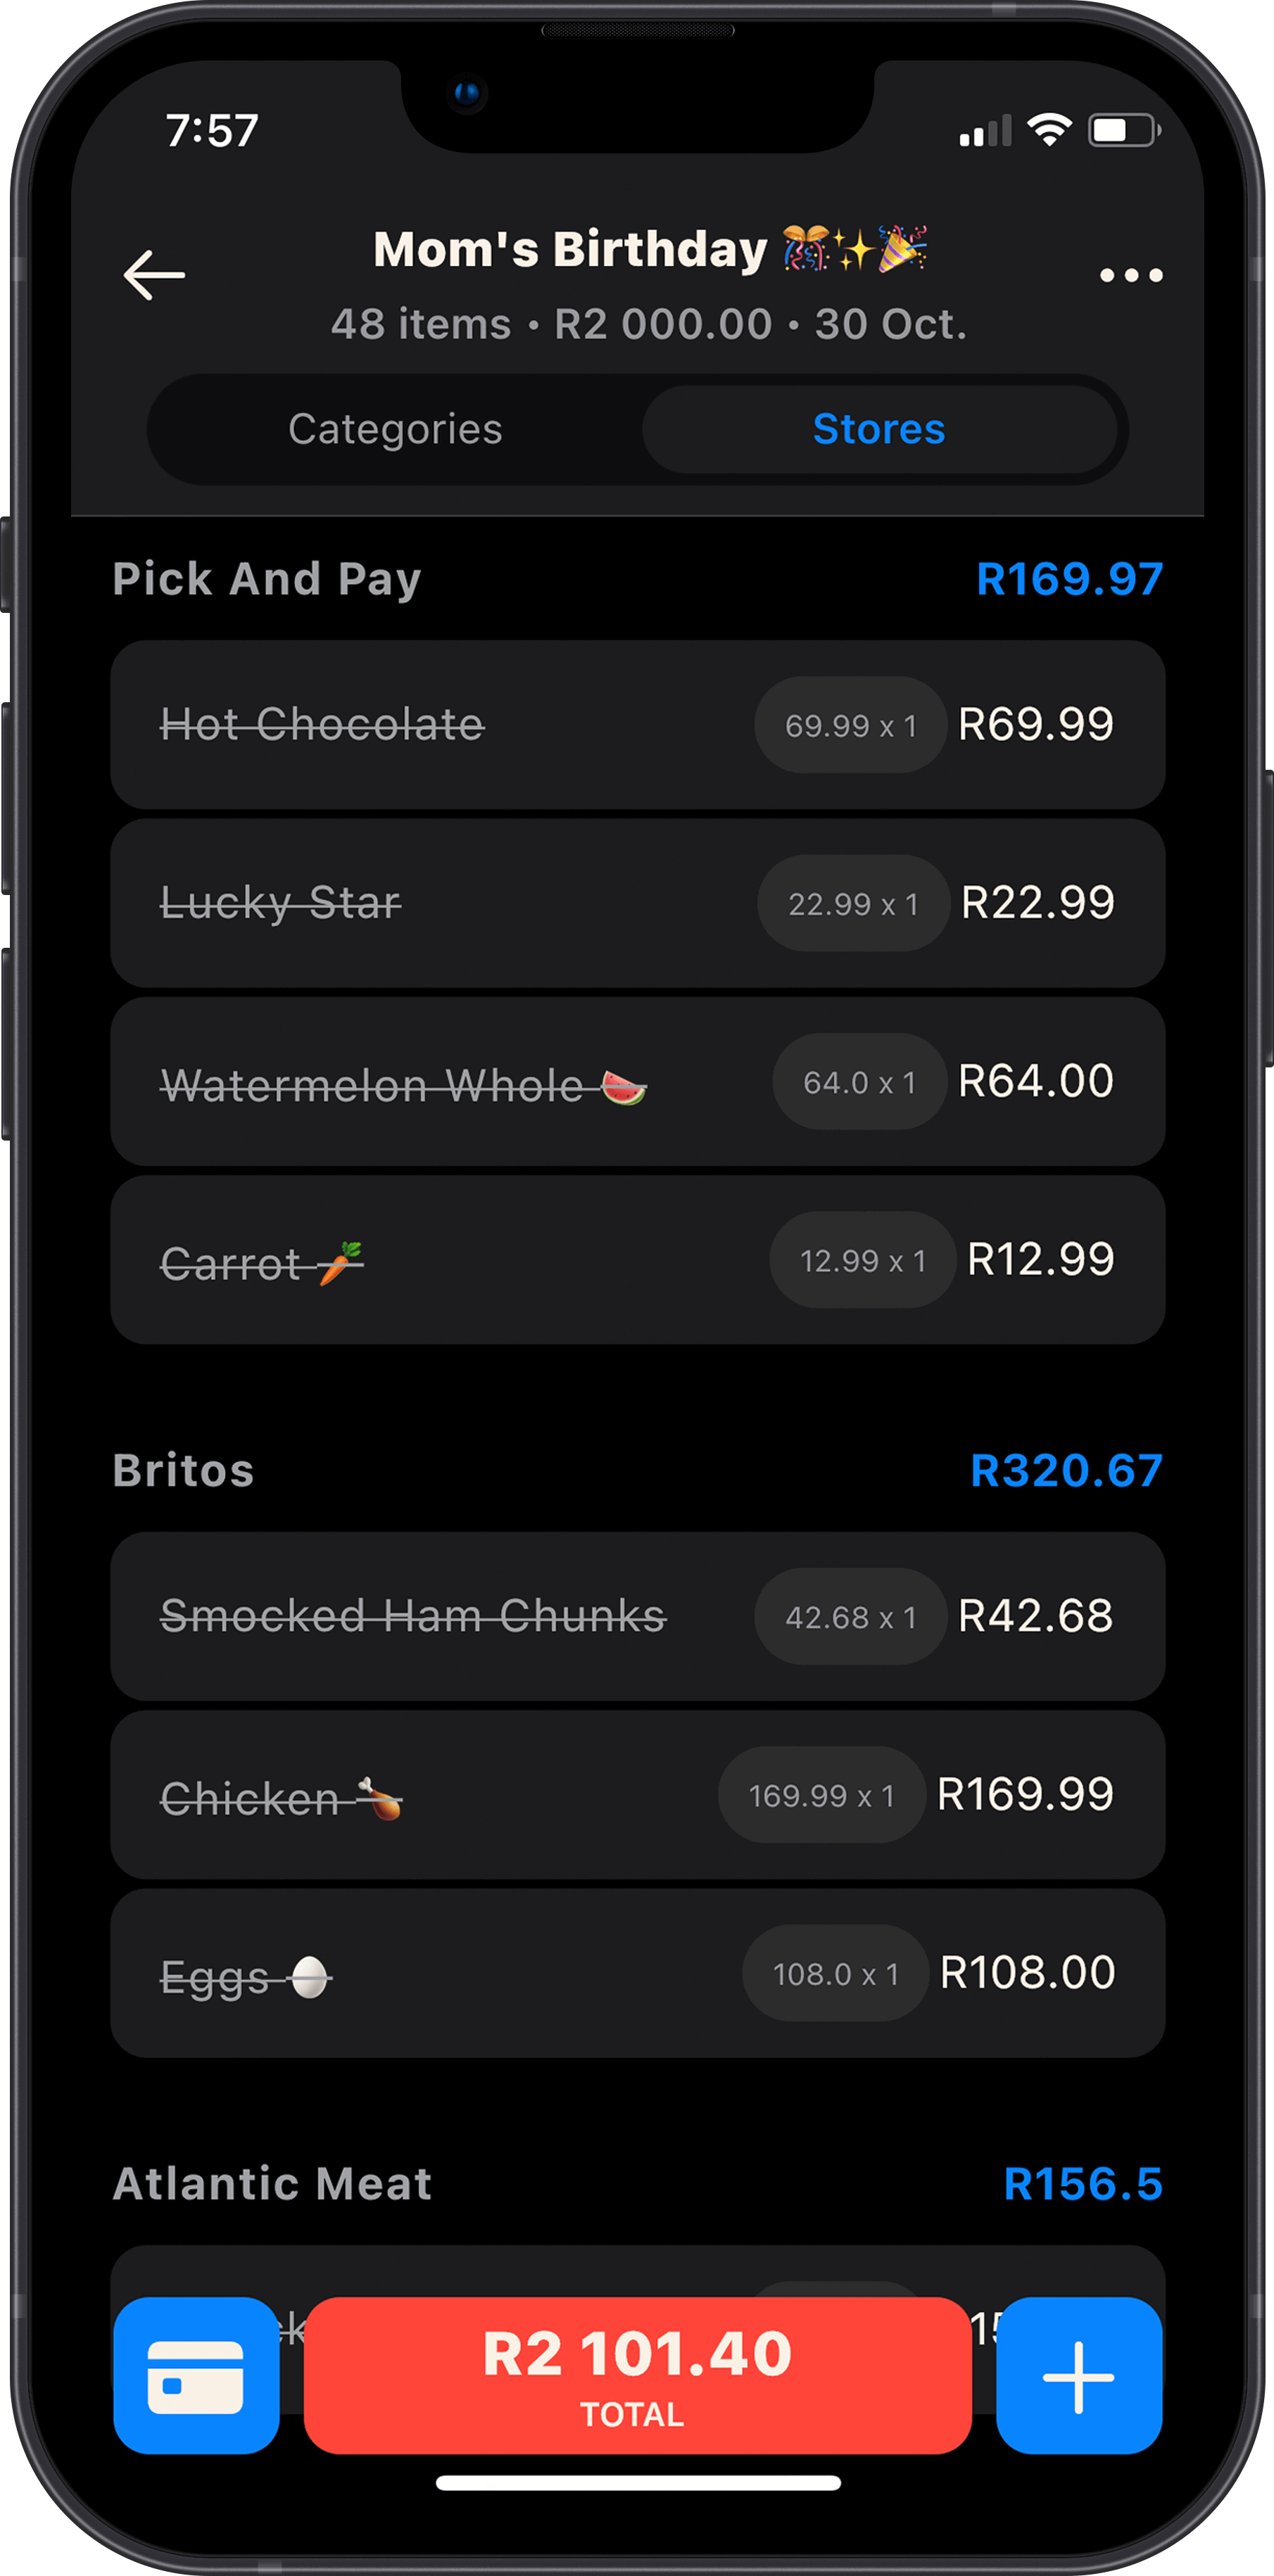 7:57
Mom's Birthday 🎊✨🎉
48 items • R2 000.00 • 30 Oct.
Categories Stores
Pick And Pay R169.97
Hot Chocolate 69.99 x 1 R69.99
Lucky Star 22.99 x 1 R22.99
Watermelon Whole 🍉 64.0 x 1 R64.00
Carrot 🥕 12.99 x 1 R12.99
Britos R320.67
Smocked Ham Chunks 42.68 x 1 R42.68
Chicken 🍗 169.99 x 1 R169.99
Eggs 🥚 108.0 x 1 R108.00
Atlantic Meat R156.5
R2 101.40
TOTAL